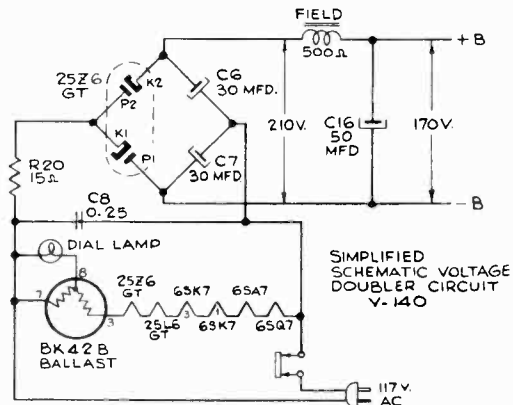 FIELD
500Ω
+B
25Z6
GT
K2
P2
K1
P1
C6
30 MFD.
C7
30 MFD
210V.
C16
50
MFD
170V.
-B
R20
15Ω
C8
0.25
DIAL LAMP
8
7
3
BK42B
BALLAST
25Z6
GT
25L6
GT
6SK7
3
1
6SK7
6SA7
6SQ7
SIMPLIFIED
SCHEMATIC VOLTAGE
DOUBLER CIRCUIT
V-140
117 V.
AC